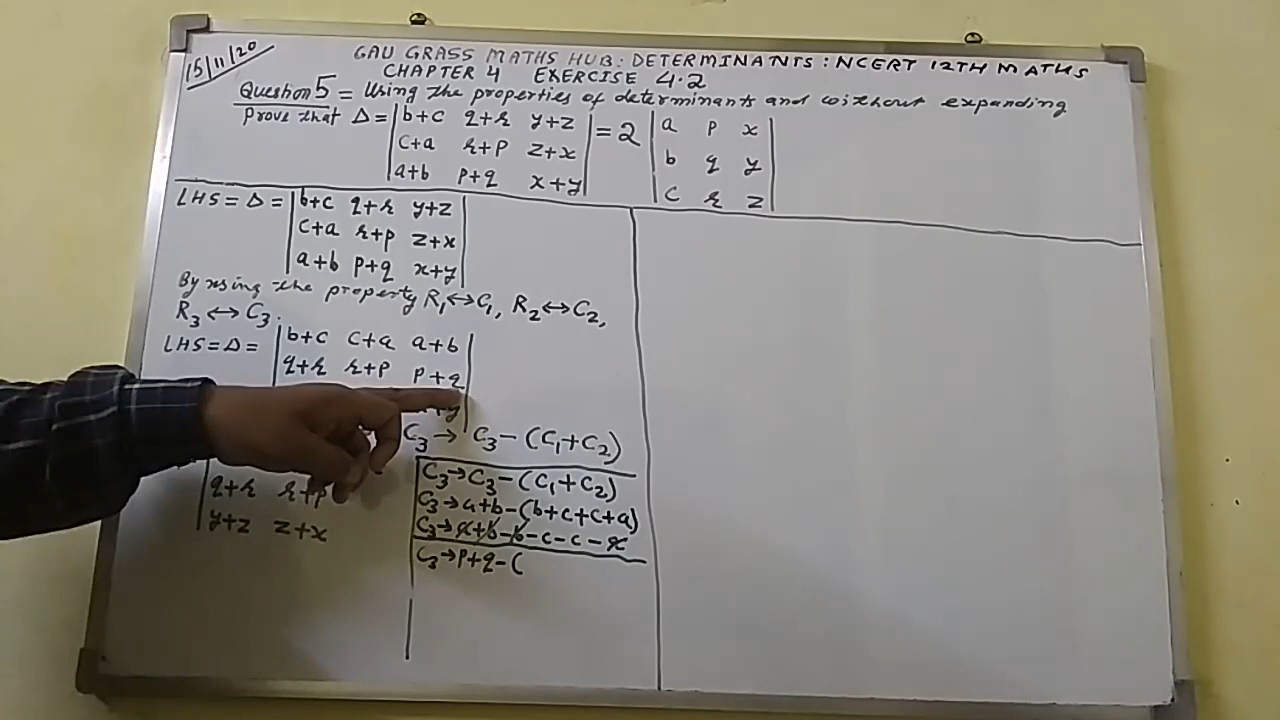 15/11/20
GAU GRASS MATHS HUB: DETERMINANTS: NCERT 12TH MATHS
CHAPTER 4 EXERCISE 4.2
Question 5 = Using the properties of determinants and without expanding
prove that Δ = | b+c q+r y+z | = 2 | a p x |
| c+a r+p z+x | | b q y |
| a+b p+q x+y | | c r z |
LHS = Δ = | b+c q+r y+z |
| c+a r+p z+x |
| a+b p+q x+y |
By using the property R₁↔C₁, R₂↔C₂,
R₃↔C₃.
LHS = Δ = | b+c c+a a+b |
| q+r r+p p+q |
x+y |
C₃→ C₃-(C₁+C₂)
| q+r r+p
| y+z z+x
C₃→C₃-(C₁+C₂)
C₃→a+b-(b+c+c+a)
C₃→a+b-b-c-c-a
C₃→p+q-(